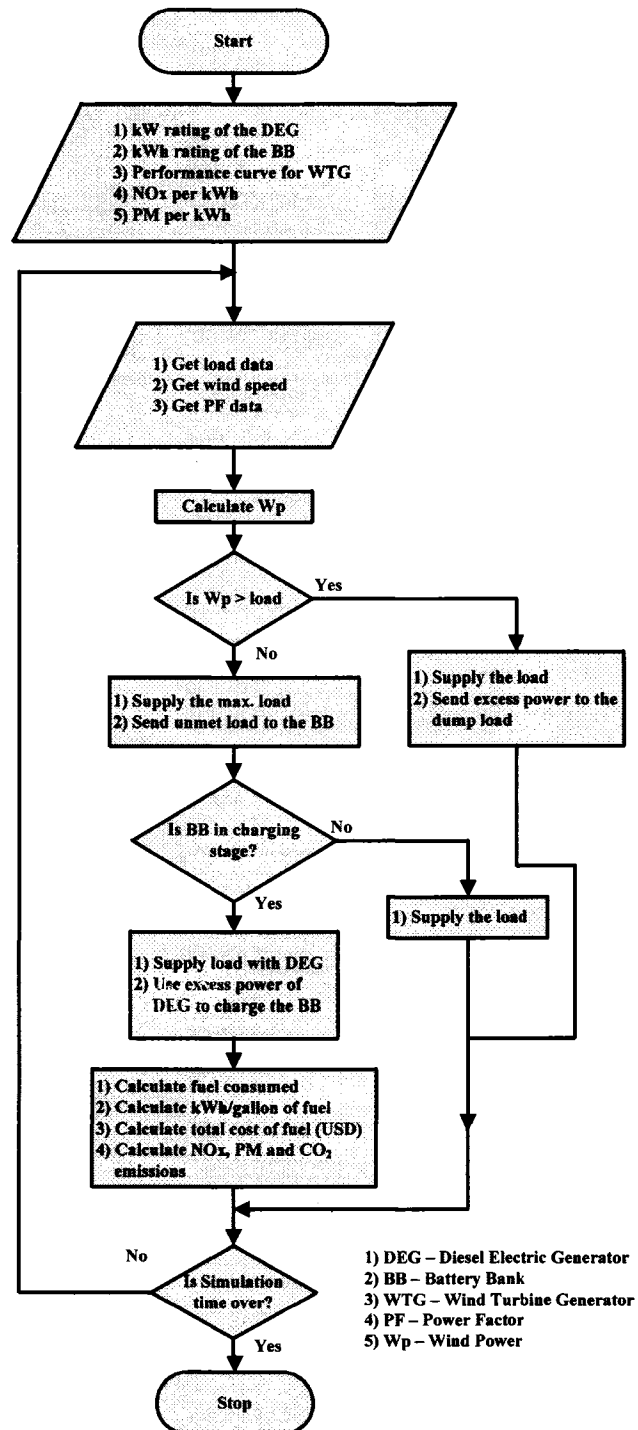 Start
1) kW rating of the DEG
2) kWh rating of the BB
3) Performance curve for WTG
4) NOx per kWh
5) PM per kWh
1) Get load data
2) Get wind speed
3) Get PF data
Calculate Wp
Is Wp > load
Yes
No
1) Supply the max. load
2) Send unmet load to the BB
1) Supply the load
2) Send excess power to the
dump load
Is BB in charging
stage?
No
Yes
1) Supply the load
1) Supply load with DEG
2) Use excess power of
DEG to charge the BB
1) Calculate fuel consumed
2) Calculate kWh/gallon of fuel
3) Calculate total cost of fuel (USD)
4) Calculate NOx, PM and CO₂
emissions
No
Is Simulation
time over?
Yes
Stop
1) DEG – Diesel Electric Generator
2) BB – Battery Bank
3) WTG – Wind Turbine Generator
4) PF – Power Factor
5) Wp – Wind Power